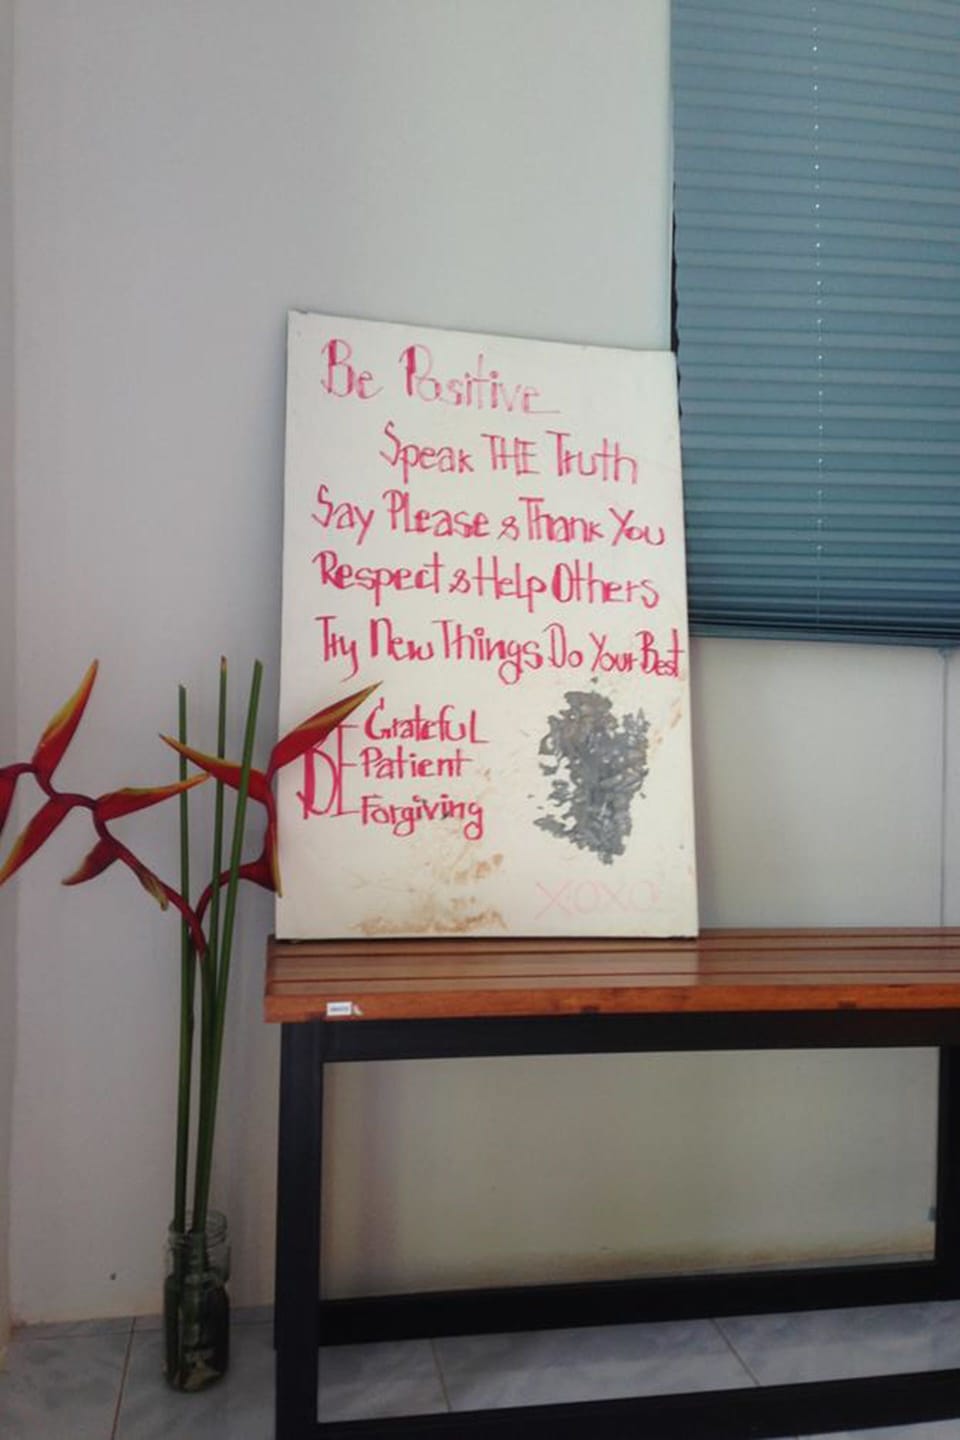 Be Positive
Speak THE Truth
Say Please & Thank You
Respect & Help Others
Try New Things Do Your Best
BE Grateful
Patient
Forgiving
XOXO